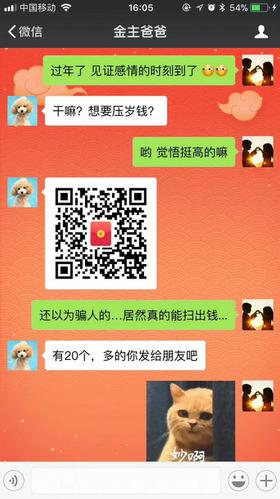 中国移动
16:05
54%
微信
金主爸爸
过年了 见证感情的时刻到了
干嘛？想要压岁钱？
哟 觉悟挺高的嘛
还以为骗人的...居然真的能扫出钱...
有20个，多的你发给朋友吧
妙啊